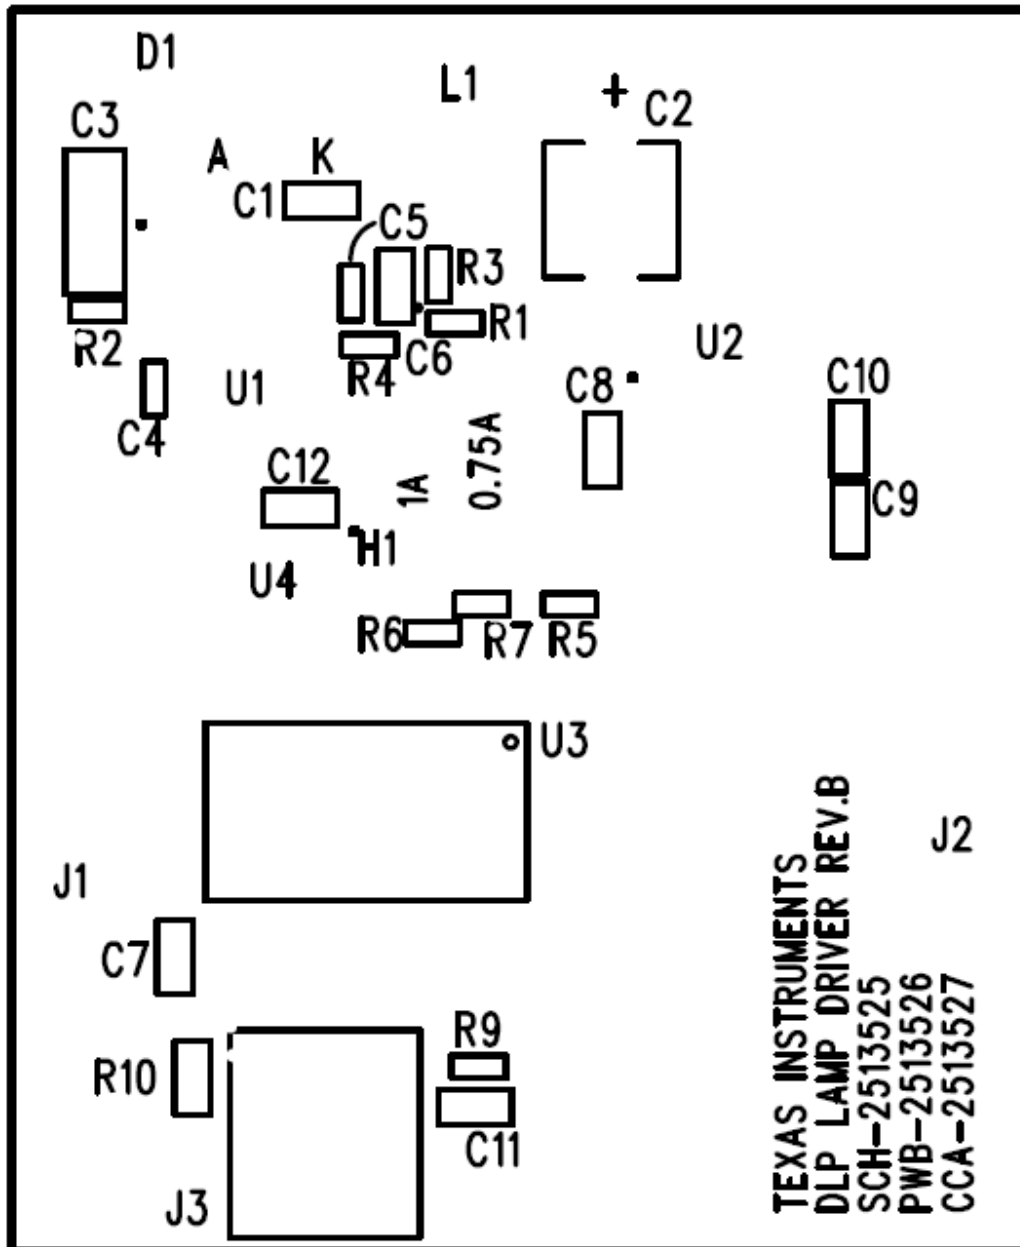 D1
L1
+
C2
C3
A
K
C1
C5
R3
R1
R2
C6
R4
U2
U1
C8
C10
C4
0.75A
1A
C12
C9
H1
U4
R6
R7
R5
U3
J2
J1
C7
R9
R10
C11
J3
TEXAS INSTRUMENTS
DLP LAMP DRIVER REV.B
SCH-2513525
PWB-2513526
CCA-2513527